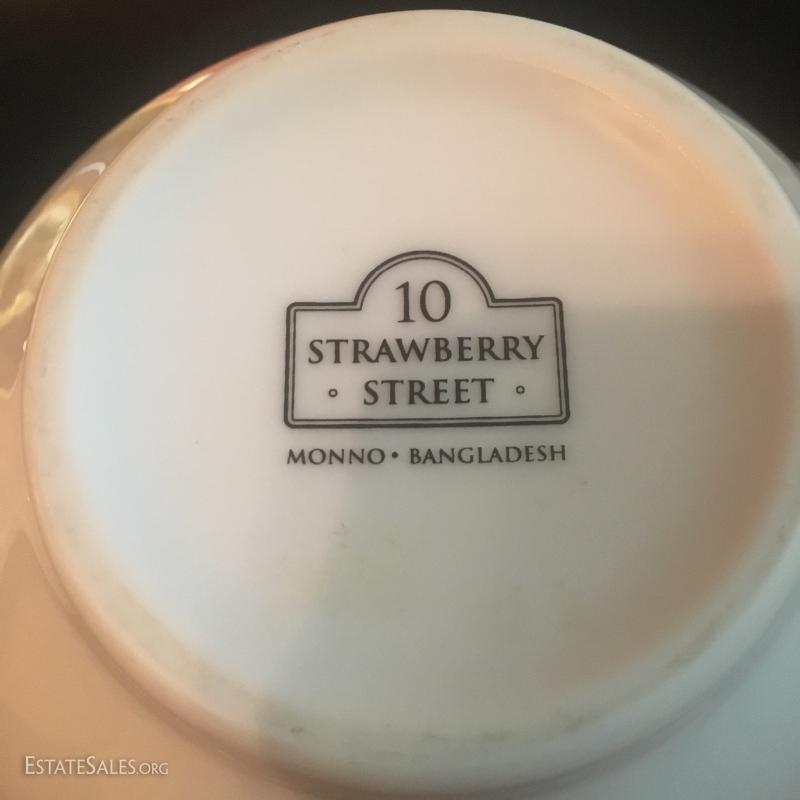 10
STRAWBERRY
◦ STREET ◦
MONNO • BANGLADESH
ESTATESALES.ORG